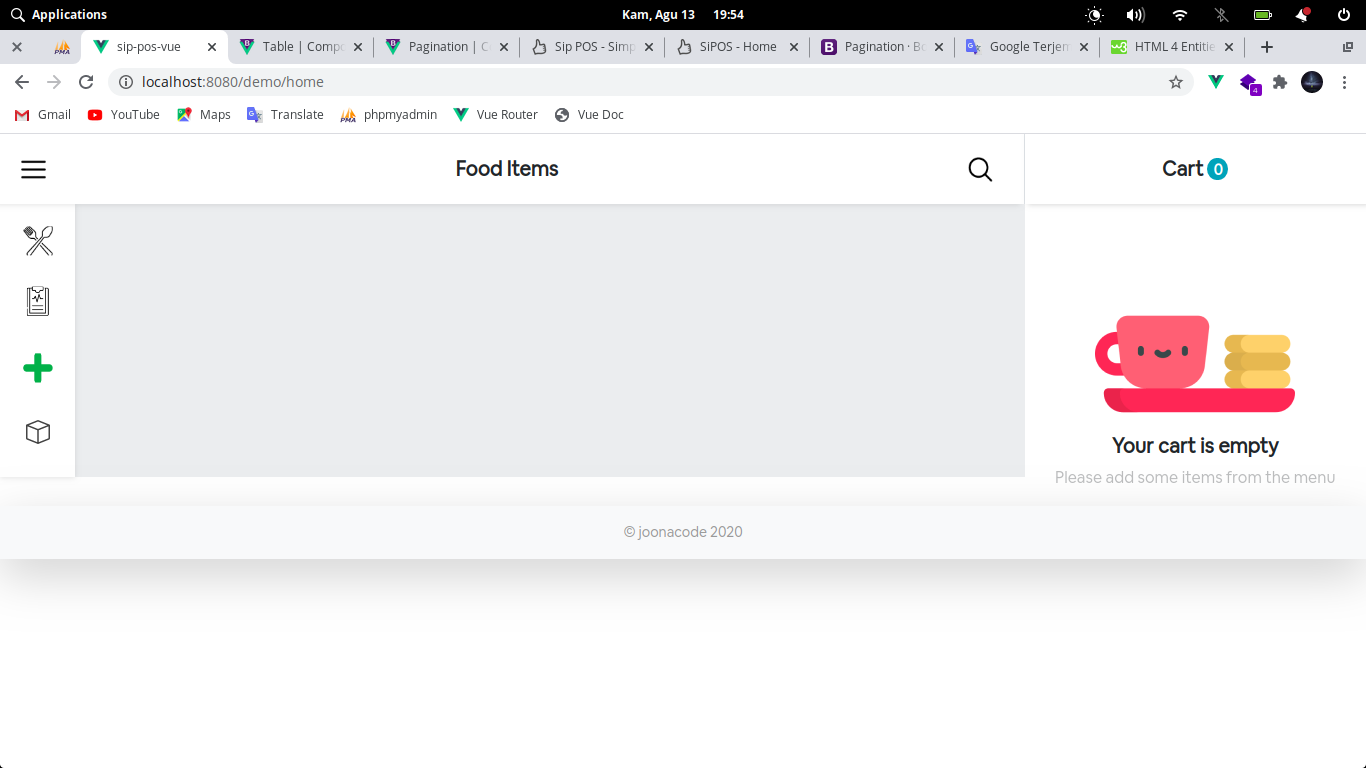 Applications
Kam, Agu 13 19:54
PMA
sip-pos-vue
Table | Comp
Pagination | C
Sip POS - Simp
SiPOS - Home
Pagination · Bo
Google Terjem
HTML 4 Entitie
localhost:8080/demo/home
4
Gmail
YouTube
Maps
Translate
phpmyadmin
Vue Router
Vue Doc
Food Items
Cart 0
Your cart is empty
Please add some items from the menu
© joonacode 2020